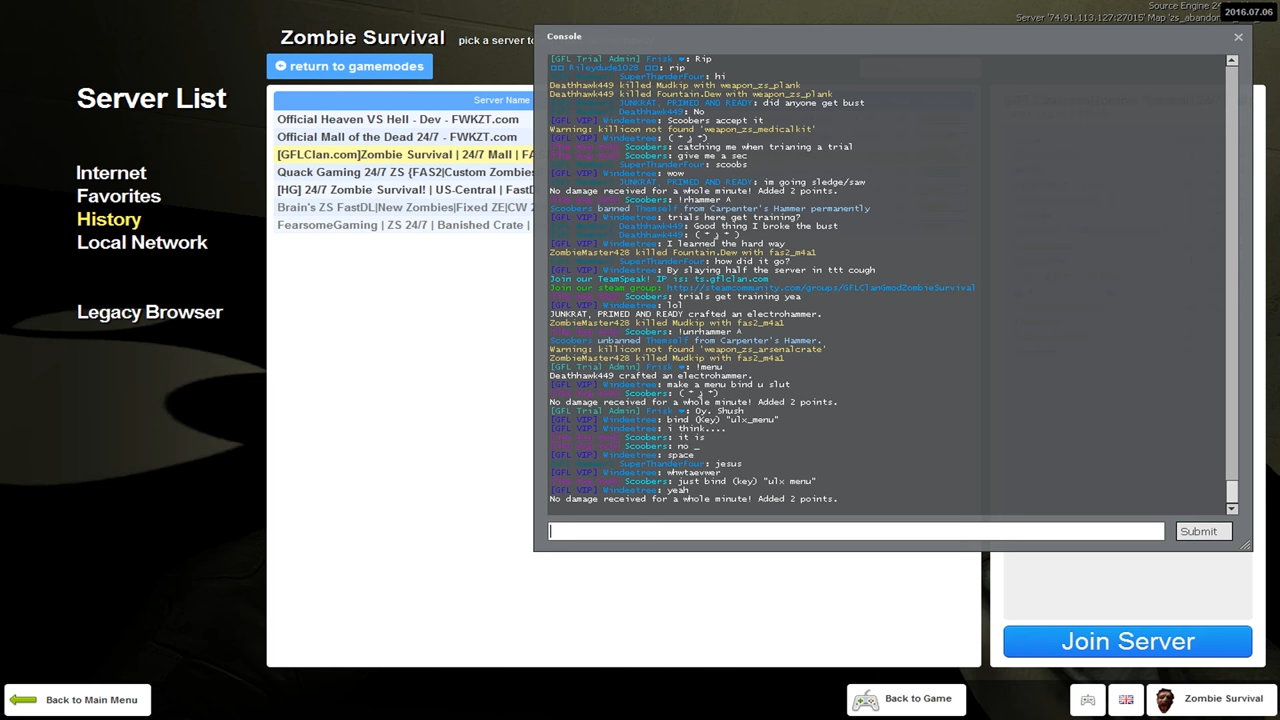 Source Engine
2016.07.06
Server '74.91.113.127:27015' Map 'zs_abandon
Zombie Survival
pick a server to
return to gamemodes
Server List
Internet
Favorites
History
Local Network
Legacy Browser
Server Name
Official Heaven VS Hell - Dev - FWKZT.com
Official Mall of the Dead 24/7 - FWKZT.com
[GFLClan.com]Zombie Survival | 24/7 Mall | FA
Quack Gaming 24/7 ZS {FAS2|Custom Zombies
[HG] 24/7 Zombie Survival! | US-Central | FastD
Brain's ZS FastDL|New Zombies|Fixed ZE|CW 2
FearsomeGaming | ZS 24/7 | Banished Crate |
Console
[GFL Trial Admin] Frisk ❤: Rip
Rileydude1028 : rip
SuperThanderFour: hi
Deathhawk449 killed Mudkip with weapon_zs_plank
Deathhawk449 killed Fountain.Dew with weapon_zs_plank
JUNKRAT, PRIMED AND READY: did anyone get bust
Deathhawk449: No
[GFL VIP] Windeetree: Scoobers accept it
Warning: killicon not found 'weapon_zs_medicalkit'
[GFL VIP] Windeetree: ( )
Scoobers: catching me when trianing a trial
Scoobers: give me a sec
SuperThanderFour: scoobs
[GFL VIP] Windeetree: wow
JUNKRAT, PRIMED AND READY: im going sledge/saw
No damage received for a whole minute! Added 2 points.
Scoobers: !rhammer ^
Scoobers banned Themself from Carpenter's Hammer permanently
[GFL VIP] Windeetree: trials here get training?
Deathhawk449: Good thing I broke the bust
Deathhawk449: ( )
[GFL VIP] Windeetree: I learned the hard way
ZombieMaster428 killed Fountain.Dew with fas2_m4a1
SuperThanderFour: how did it go?
[GFL VIP] Windeetree: By slaying half the server in ttt cough
Join our TeamSpeak! IP is: ts.gflclan.com
Join our steam group: http://steamcommunity.com/groups/GFLClanGmodZombieSurvival
Scoobers: trials get training yea
[GFL VIP] Windeetree: lol
JUNKRAT, PRIMED AND READY crafted an electrohammer.
ZombieMaster428 killed Mudkip with fas2_m4a1
Scoobers: !unrhammer ^
Scoobers unbanned Themself from Carpenter's Hammer.
Warning: killicon not found 'weapon_zs_arsenalcrate'
ZombieMaster428 killed Mudkip with fas2_m4a1
[GFL Trial Admin] Frisk ❤: !menu
Deathhawk449 crafted an electrohammer.
[GFL VIP] Windeetree: make a menu bind u slut
Scoobers: ( )
No damage received for a whole minute! Added 2 points.
[GFL Trial Admin] Frisk ❤: Oy. Shush
[GFL VIP] Windeetree: bind (Key) "ulx_menu"
[GFL VIP] Windeetree: i think....
Scoobers: it is
Scoobers: no _
[GFL VIP] Windeetree: space
SuperThanderFour: jesus
[GFL VIP] Windeetree: whwtaevwer
Scoobers: just bind (key) "ulx menu"
[GFL VIP] Windeetree: yeah
No damage received for a whole minute! Added 2 points.
Submit
Join Server
Back to Main Menu
Back to Game
Zombie Survival